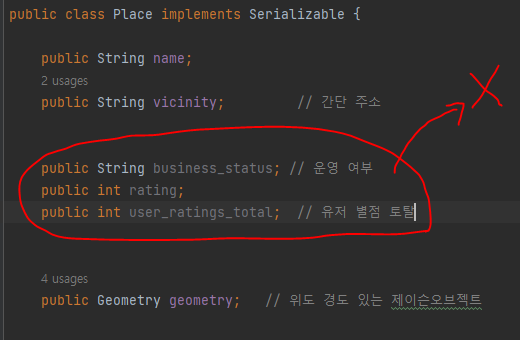 public class Place implements Serializable {
public String name;
2 usages
public String vicinity; // 간단 주소
public String business_status; // 운영 여부
public int rating;
public int user_ratings_total; // 유저 별점 토탈
4 usages
public Geometry geometry; // 위도 경도 있는 제이슨오브젝트